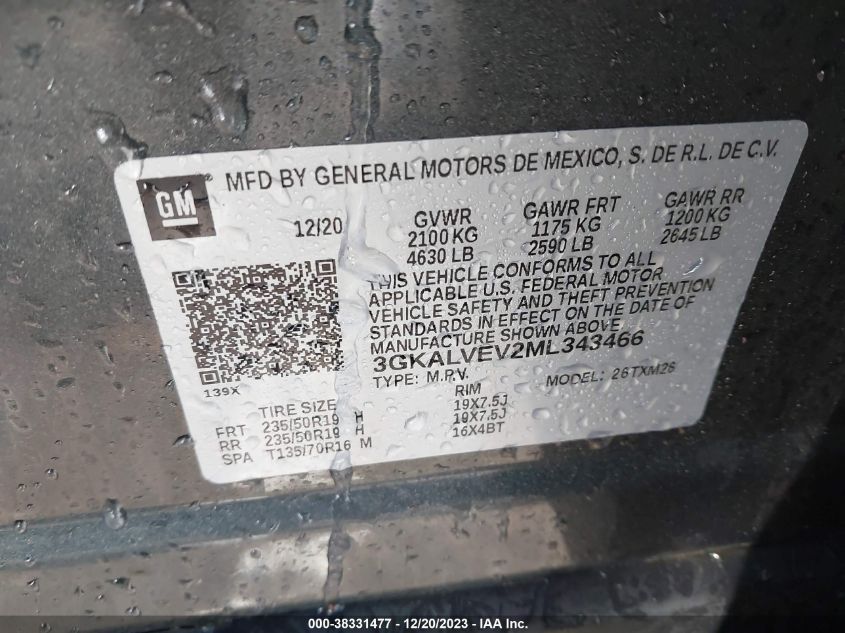 MFD BY GENERAL MOTORS DE MEXICO, S. DE R.L. DE C.V.
GM
12/20
GVWR GAWR FRT GAWR RR
2100 KG 1175 KG 1200 KG
4630 LB 2590 LB 2645 LB
THIS VEHICLE CONFORMS TO ALL
APPLICABLE U.S. FEDERAL MOTOR
VEHICLE SAFETY AND THEFT PREVENTION
STANDARDS IN EFFECT ON THE DATE OF
MANUFACTURE SHOWN ABOVE
3GKALVEV2ML343466
TYPE: M.P.V. MODEL: 26TXM26
139X
TIRE SIZE RIM
FRT 235/50R19 H 19X7.5J
RR 235/50R19 H 19X7.5J
SPA T135/70R16 M 16X4BT
000-38331477 - 12/20/2023 - IAAI.com